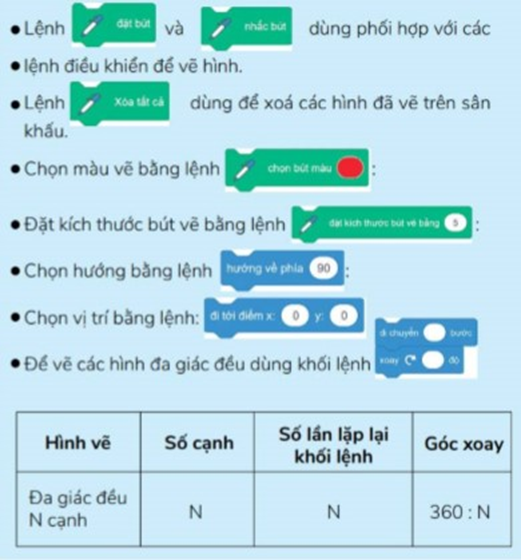 Lệnh đặt bút và nhấc bút dùng phối hợp với các
lệnh điều khiển để vẽ hình.
Lệnh Xóa tất cả dùng để xoá các hình đã vẽ trên sân
khấu.
Chọn màu vẽ bằng lệnh chọn bút màu :
Đặt kích thước bút vẽ bằng lệnh đặt kích thước bút vẽ bằng 5 :
Chọn hướng bằng lệnh hướng về phía 90 :
Chọn vị trí bằng lệnh: đi tới điểm x: 0 y: 0
di chuyển bước
Để vẽ các hình đa giác đều dùng khối lệnh xoay độ
Hình vẽ Số cạnh Số lần lặp lại khối lệnh Góc xoay
Đa giác đều N cạnh N N 360 : N